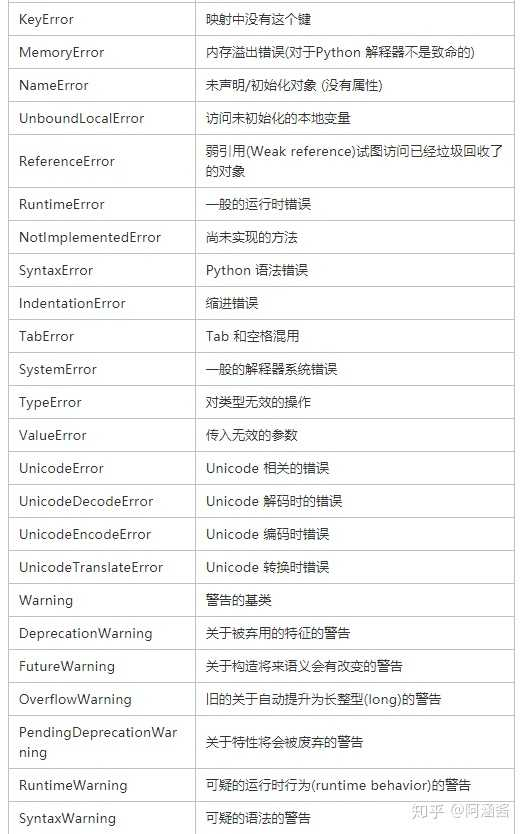 KeyError 映射中没有这个键
MemoryError 内存溢出错误(对于Python 解释器不是致命的)
NameError 未声明/初始化对象 (没有属性)
UnboundLocalError 访问未初始化的本地变量
ReferenceError 弱引用(Weak reference)试图访问已经垃圾回收了
的对象
RuntimeError 一般的运行时错误
NotImplementedError 尚未实现的方法
SyntaxError Python 语法错误
IndentationError 缩进错误
TabError Tab 和空格混用
SystemError 一般的解释器系统错误
TypeError 对类型无效的操作
ValueError 传入无效的参数
UnicodeError Unicode 相关的错误
UnicodeDecodeError Unicode 解码时的错误
UnicodeEncodeError Unicode 编码时错误
UnicodeTranslateError Unicode 转换时错误
Warning 警告的基类
DeprecationWarning 关于被弃用的特征的警告
FutureWarning 关于构造将来语义会有改变的警告
OverflowWarning 旧的关于自动提升为长整型(long)的警告
PendingDeprecationWar
ning 关于特性将会被废弃的警告
RuntimeWarning 可疑的运行时行为(runtime behavior)的警告
SyntaxWarning 可疑的语法的警告
知乎 @阿涵酱